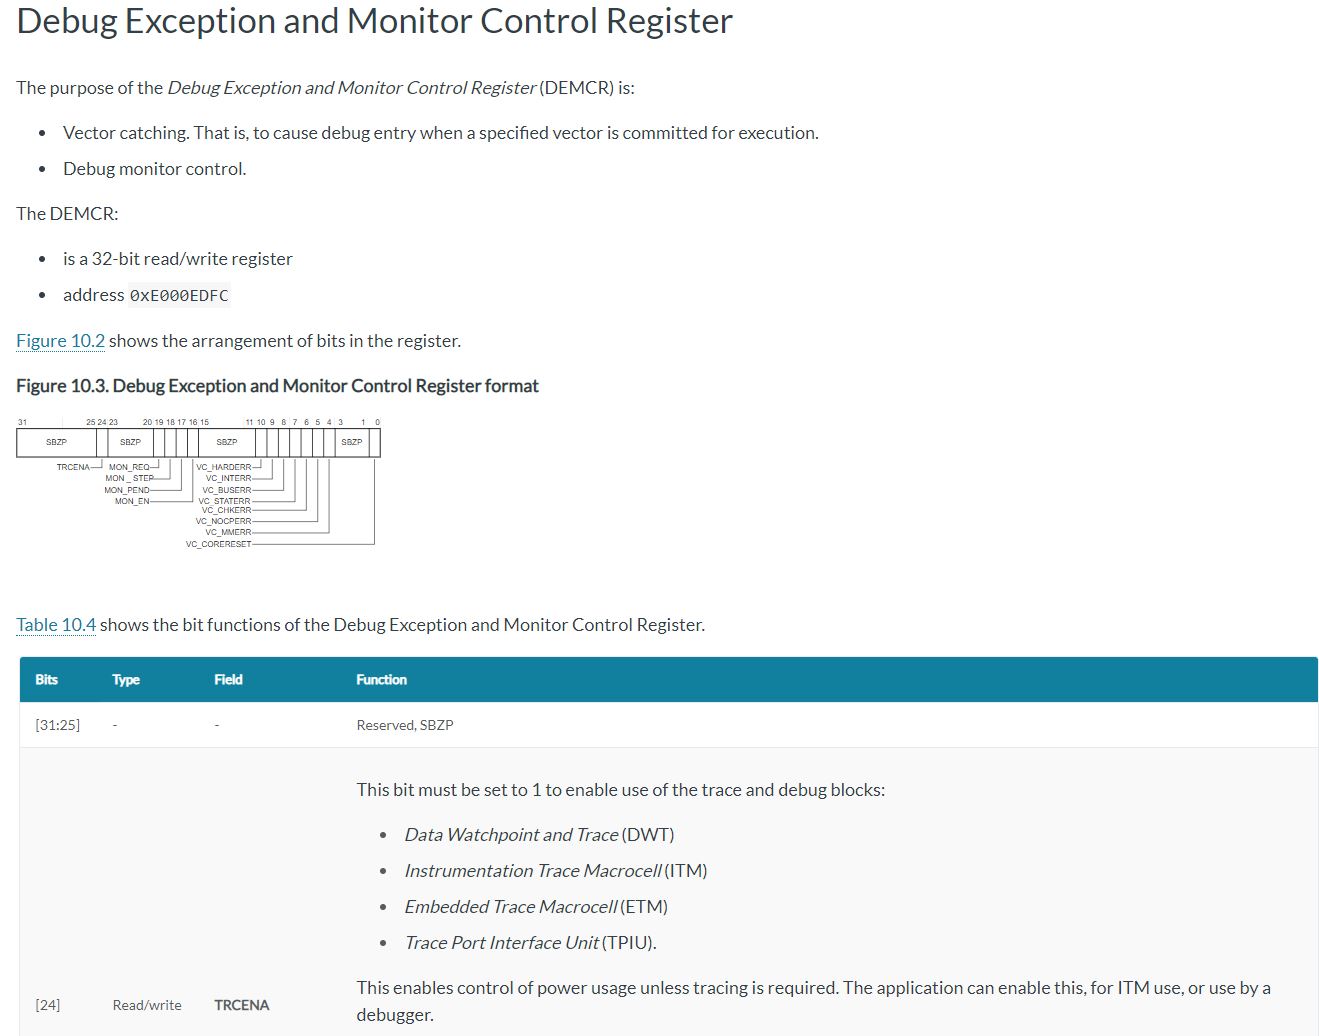 Debug Exception and Monitor Control Register
The purpose of the Debug Exception and Monitor Control Register (DEMCR) is:
• Vector catching. That is, to cause debug entry when a specified vector is committed for execution.
• Debug monitor control.
The DEMCR:
• is a 32-bit read/write register
• address 0xE000EDFC
Figure 10.2 shows the arrangement of bits in the register.
Figure 10.3. Debug Exception and Monitor Control Register format
31 25 24 23 20 19 18 17 16 15 11 10 9 8 7 6 5 4 3 1 0
SBZP SBZP SBZP SBZP
TRCENA MON_REQ VC_HARDERR
MON_STEP VC_INTERR
MON_PEND VC_BUSERR
MON_EN VC_STATERR
VC_CHKERR
VC_NOCPERR
VC_MMERR
VC_CORERESET
Table 10.4 shows the bit functions of the Debug Exception and Monitor Control Register.
Bits Type Field Function
[31:25] - - Reserved, SBZP
This bit must be set to 1 to enable use of the trace and debug blocks:
• Data Watchpoint and Trace (DWT)
• Instrumentation Trace Macrocell (ITM)
• Embedded Trace Macrocell (ETM)
• Trace Port Interface Unit (TPIU).
[24] Read/write TRCENA
This enables control of power usage unless tracing is required. The application can enable this, for ITM use, or use by a
debugger.